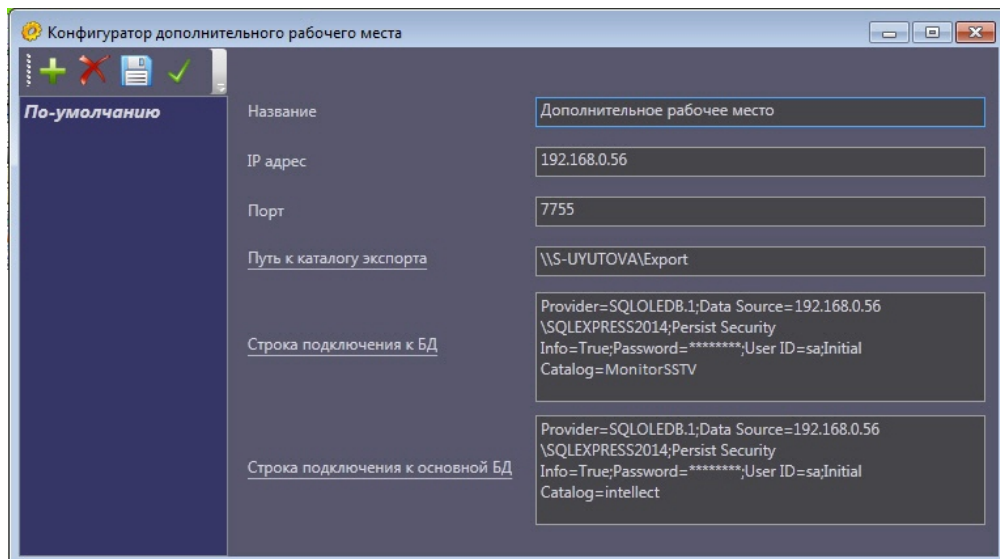 Конфигуратор дополнительного рабочего места
По-умолчанию
Название
Дополнительное рабочее место
IP адрес
192.168.0.56
Порт
7755
Путь к каталогу экспорта
\\S-UYUTOVA\Export
Строка подключения к БД
Provider=SQLOLEDB.1;Data Source=192.168.0.56
\SQLEXPRESS2014;Persist Security
Info=True;Password=********;User ID=sa;Initial
Catalog=MonitorSSTV
Строка подключения к основной БД
Provider=SQLOLEDB.1;Data Source=192.168.0.56
\SQLEXPRESS2014;Persist Security
Info=True;Password=********;User ID=sa;Initial
Catalog=intellect